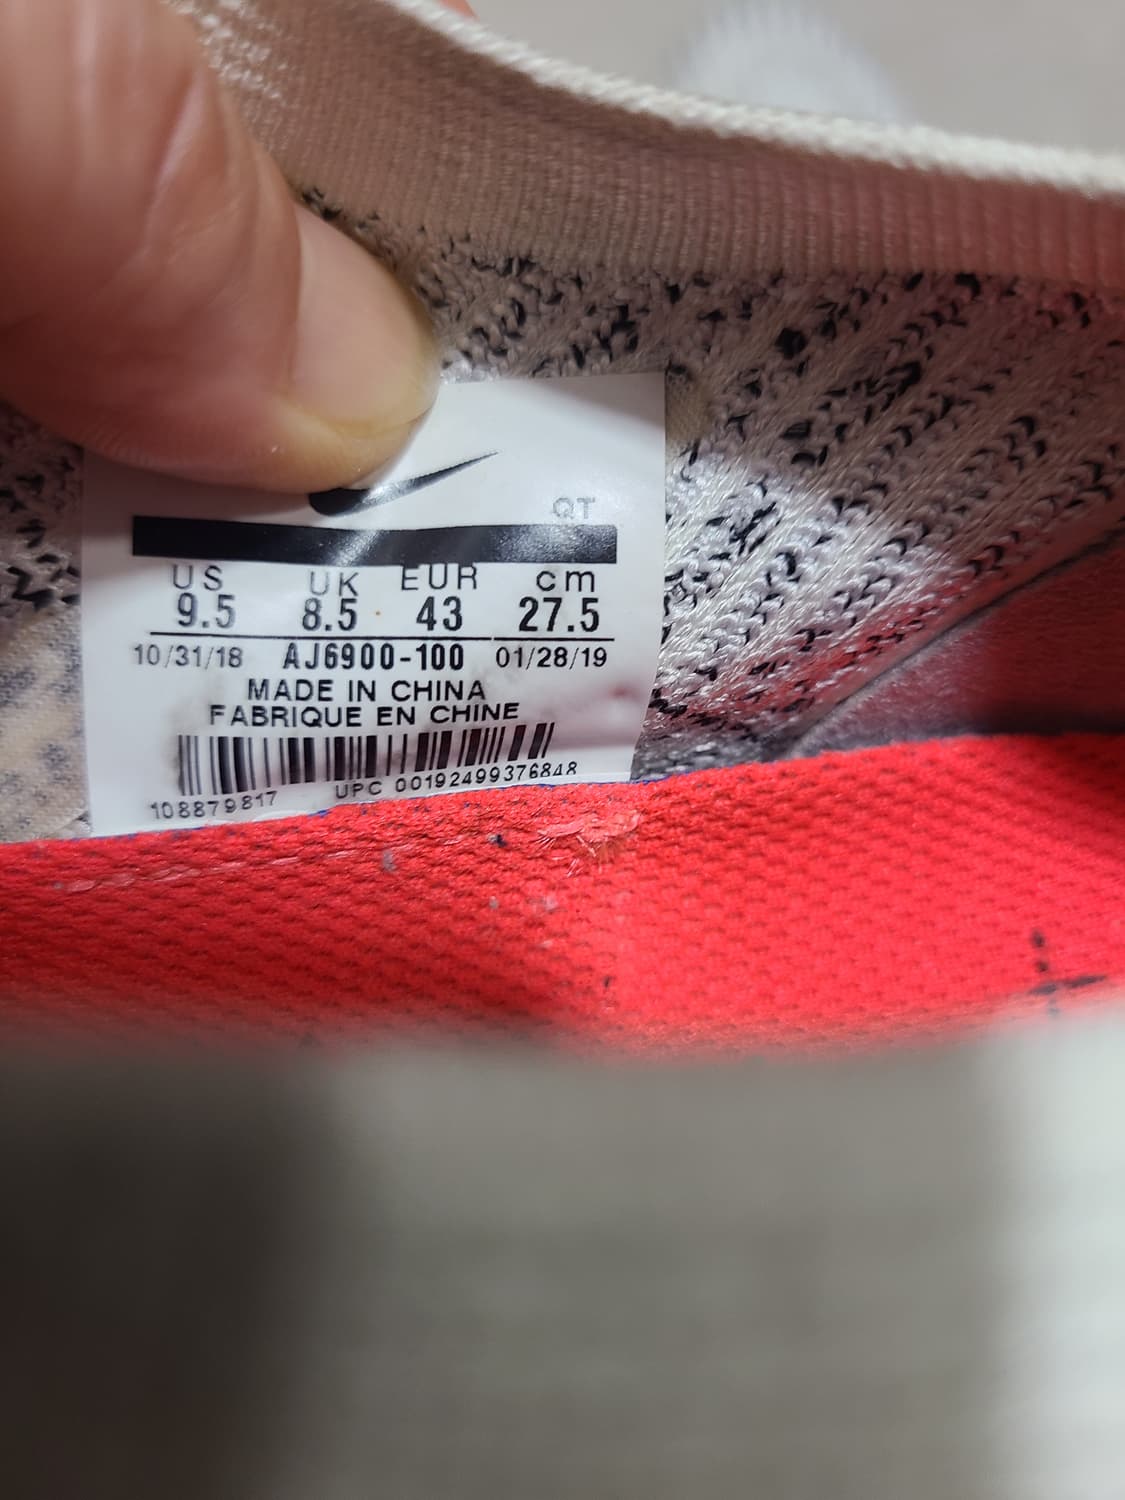 QT
US UK EUR cm
9.5 8.5 43 27.5
10/31/18 AJ6900-100 01/28/19
MADE IN CHINA
FABRIQUE EN CHINE
108879817 UPC 00192499376848